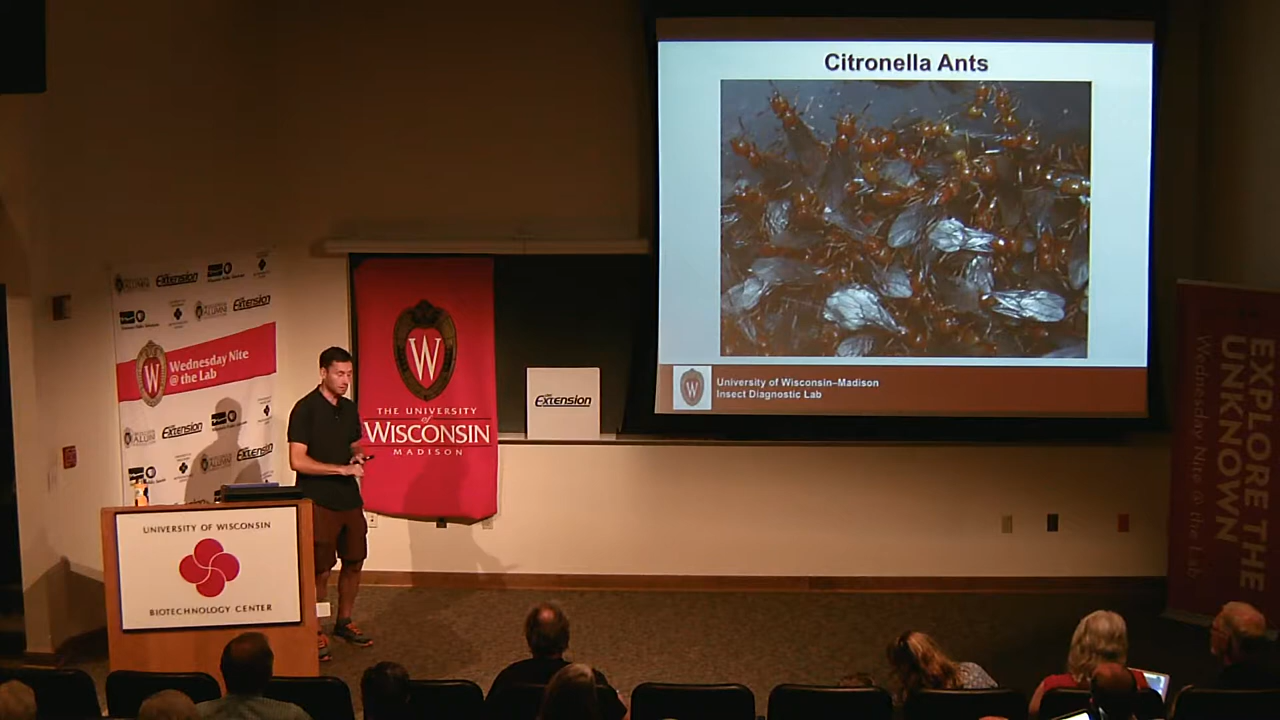 Citronella Ants
University of Wisconsin–Madison
Insect Diagnostic Lab
Extension
Extension
Wednesday Nite
@ the Lab
Extension
Extension
W
THE UNIVERSITY
of
WISCONSIN
MADISON
Extension
UNIVERSITY OF WISCONSIN
BIOTECHNOLOGY CENTER
EXPLORE THE
UNKNOWN
Wednesday Nite @ the Lab